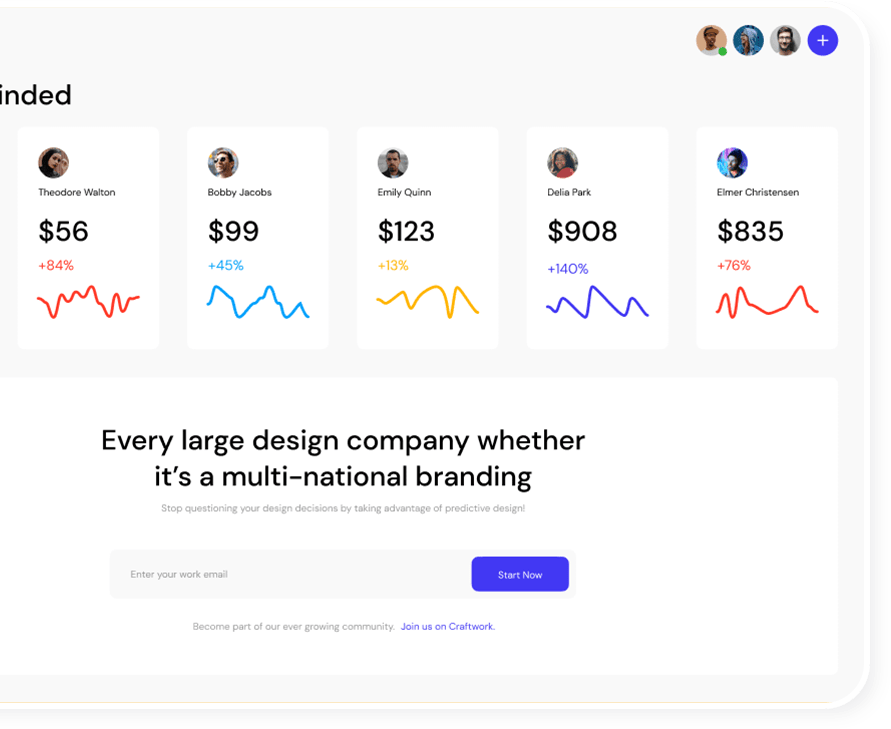 inded
Theodore Walton
$56
+84%
Bobby Jacobs
$99
+45%
Emily Quinn
$123
+13%
Delia Park
$908
+140%
Elmer Christensen
$835
+76%
Every large design company whether
it's a multi-national branding
Stop questioning your design decisions by taking advantage of predictive design!
Enter your work email
Start Now
Become part of our ever growing community. Join us on Craftwork.